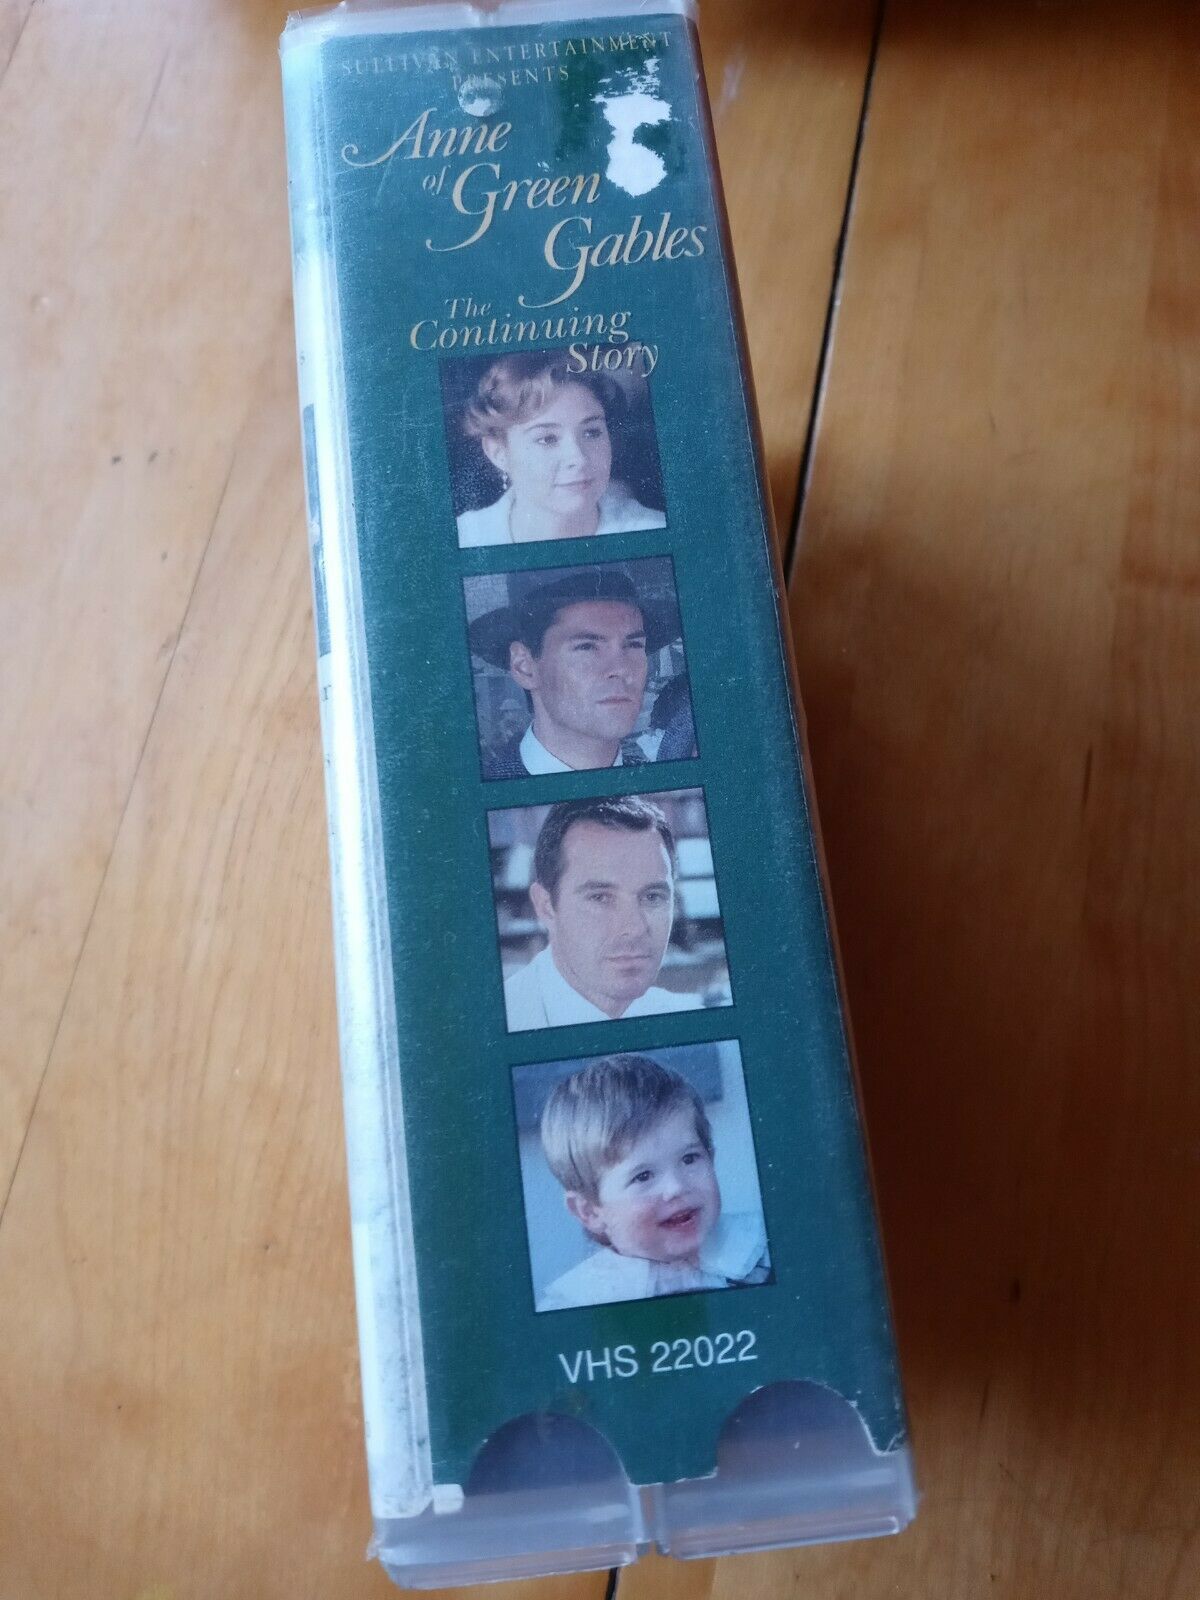 SULLIVAN ENTERTAINMENT
PRESENTS
Anne
of Green
Gables
The
Continuing
Story
VHS 22022